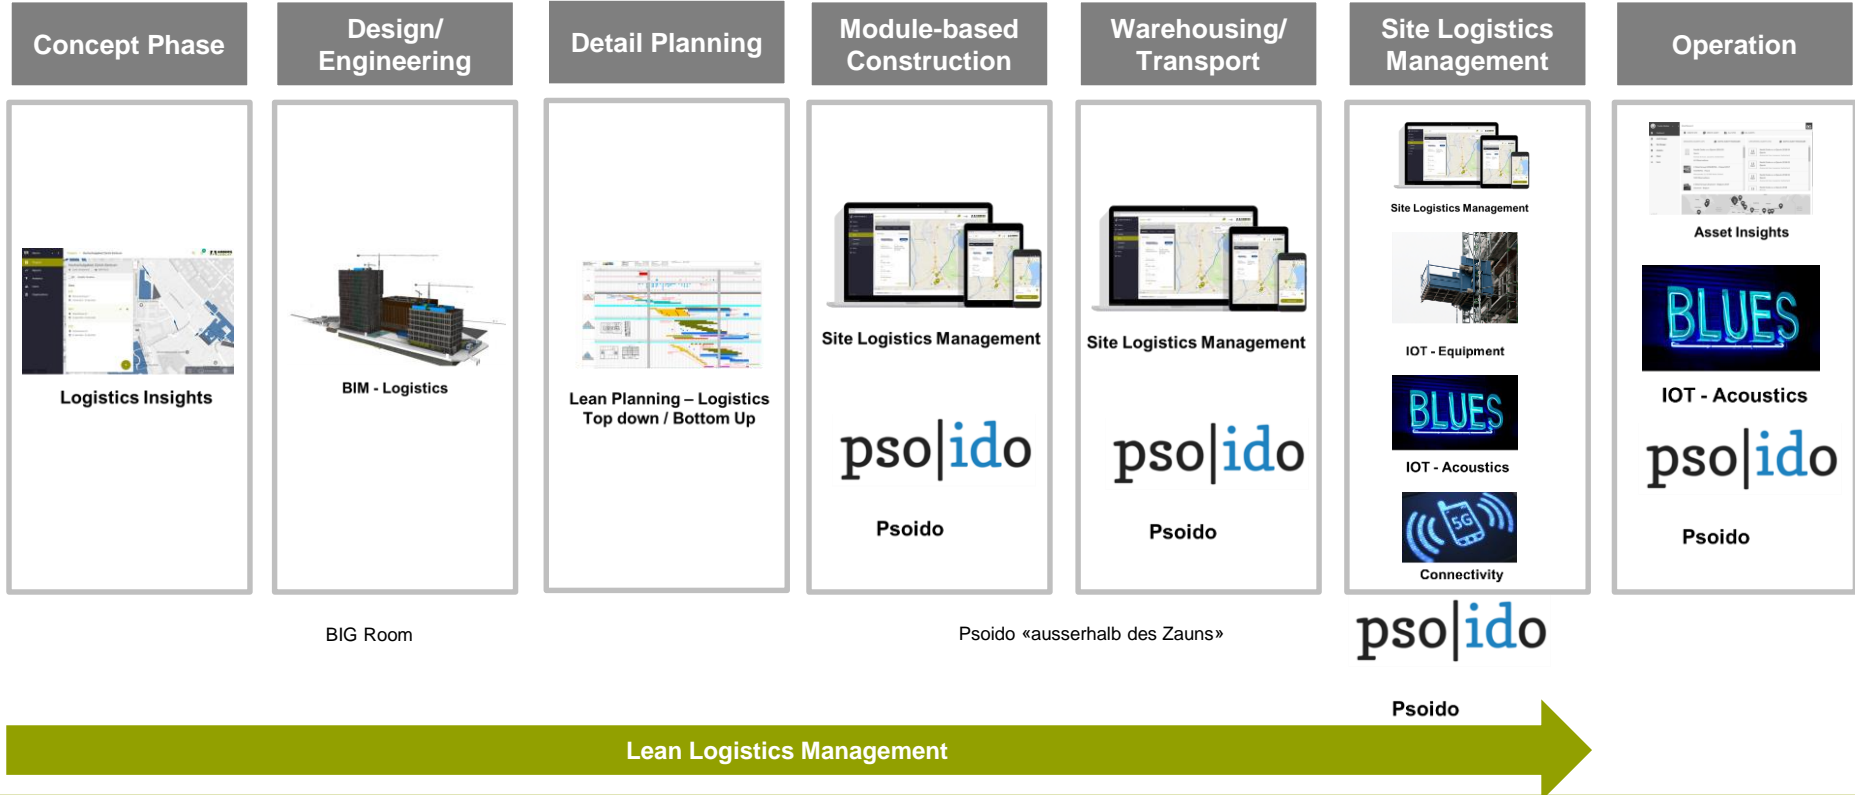 Concept Phase
Design/
Engineering
Detail Planning
Module-based
Construction
Warehousing/
Transport
Site Logistics
Management
Operation
Logistics Insights
BIM - Logistics
Lean Planning – Logistics
Top down / Bottom Up
Site Logistics Management
pso|ido
Psoido
Site Logistics Management
pso|ido
Psoido
Site Logistics Management
IOT - Equipment
BLUES
IOT - Acoustics
5G
Connectivity
pso|ido
Psoido
Asset Insights
BLUES
IOT - Acoustics
pso|ido
Psoido
BIG Room
Psoido «ausserhalb des Zauns»
Lean Logistics Management